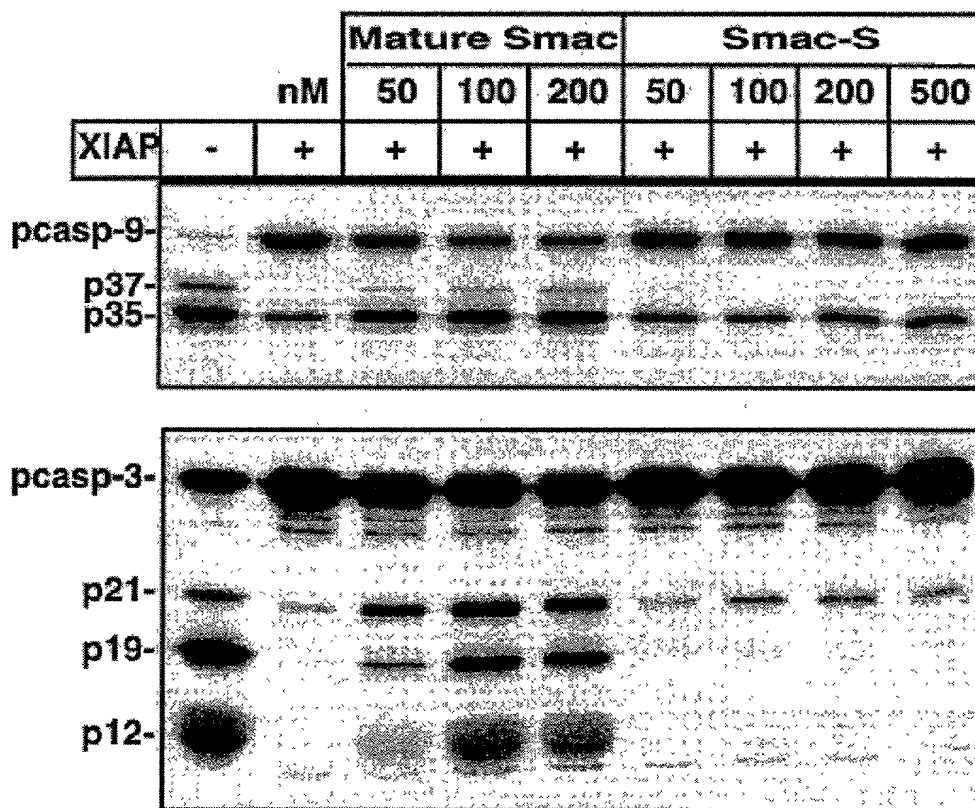 Mature Smac Smac-S
nM 50 100 200 50 100 200 500
XIAP - + + + + + + + +
pcasp-9-
p37-
p35-
pcasp-3-
p21-
p19-
p12-